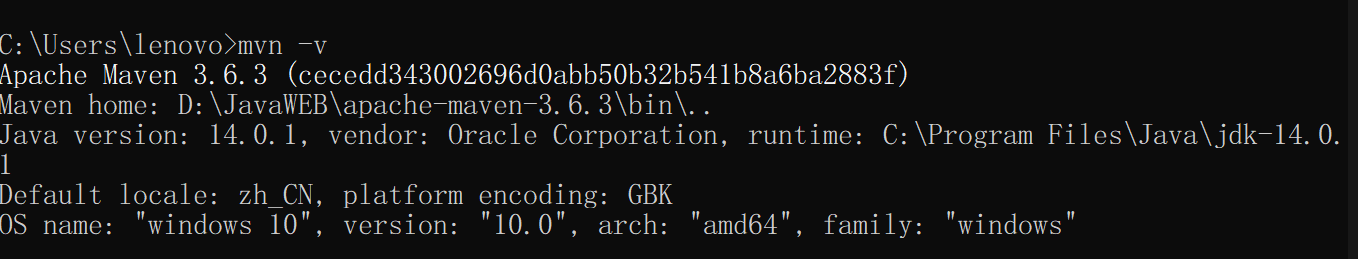 C:\Users\lenovo>mvn -v
Apache Maven 3.6.3 (cecedd343002696d0abb50b32b541b8a6ba2883f)
Maven home: D:\JavaWEB\apache-maven-3.6.3\bin\..
Java version: 14.0.1, vendor: Oracle Corporation, runtime: C:\Program Files\Java\jdk-14.0.
1
Default locale: zh_CN, platform encoding: GBK
OS name: "windows 10", version: "10.0", arch: "amd64", family: "windows"